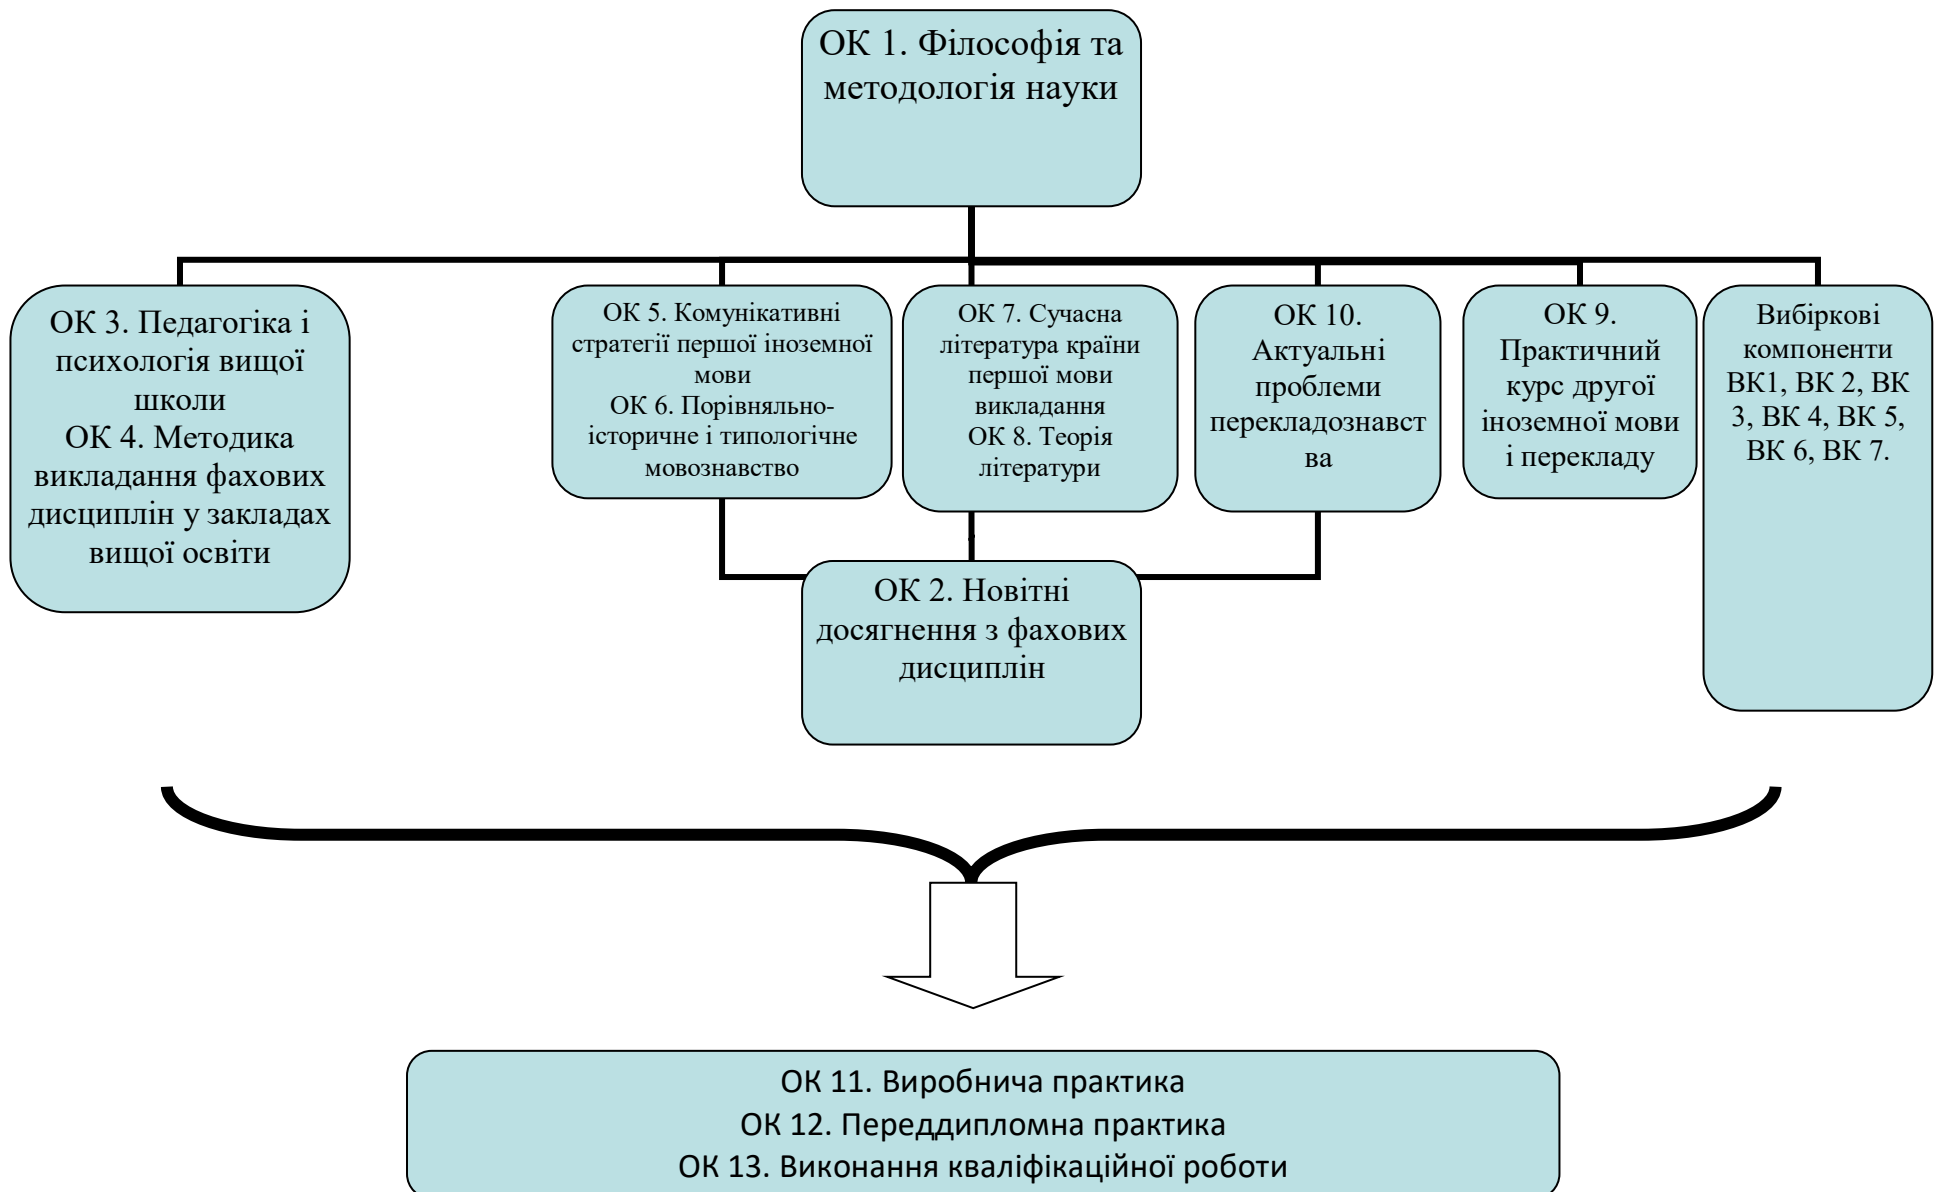 ОК 1. Філософія та
методологія науки
ОК 3. Педагогіка і
психологія вищої
школи
ОК 4. Методика
викладання фахових
дисциплін у закладах
вищої освіти
ОК 5. Комунікативні
стратегії першої іноземної
мови
ОК 6. Порівняльно-
історичне і типологічне
мовознавство
ОК 7. Сучасна
література країни
першої мови
викладання
ОК 8. Теорія
літератури
ОК 10.
Актуальні
проблеми
перекладознавст
ва
ОК 9.
Практичний
курс другої
іноземної мови
і перекладу
Вибіркові
компоненти
ВК1, ВК 2, ВК
3, ВК 4, ВК 5,
ВК 6, ВК 7.
ОК 2. Новітні
досягнення з фахових
дисциплін
ОК 11. Виробнича практика
ОК 12. Переддипломна практика
ОК 13. Виконання кваліфікаційної роботи